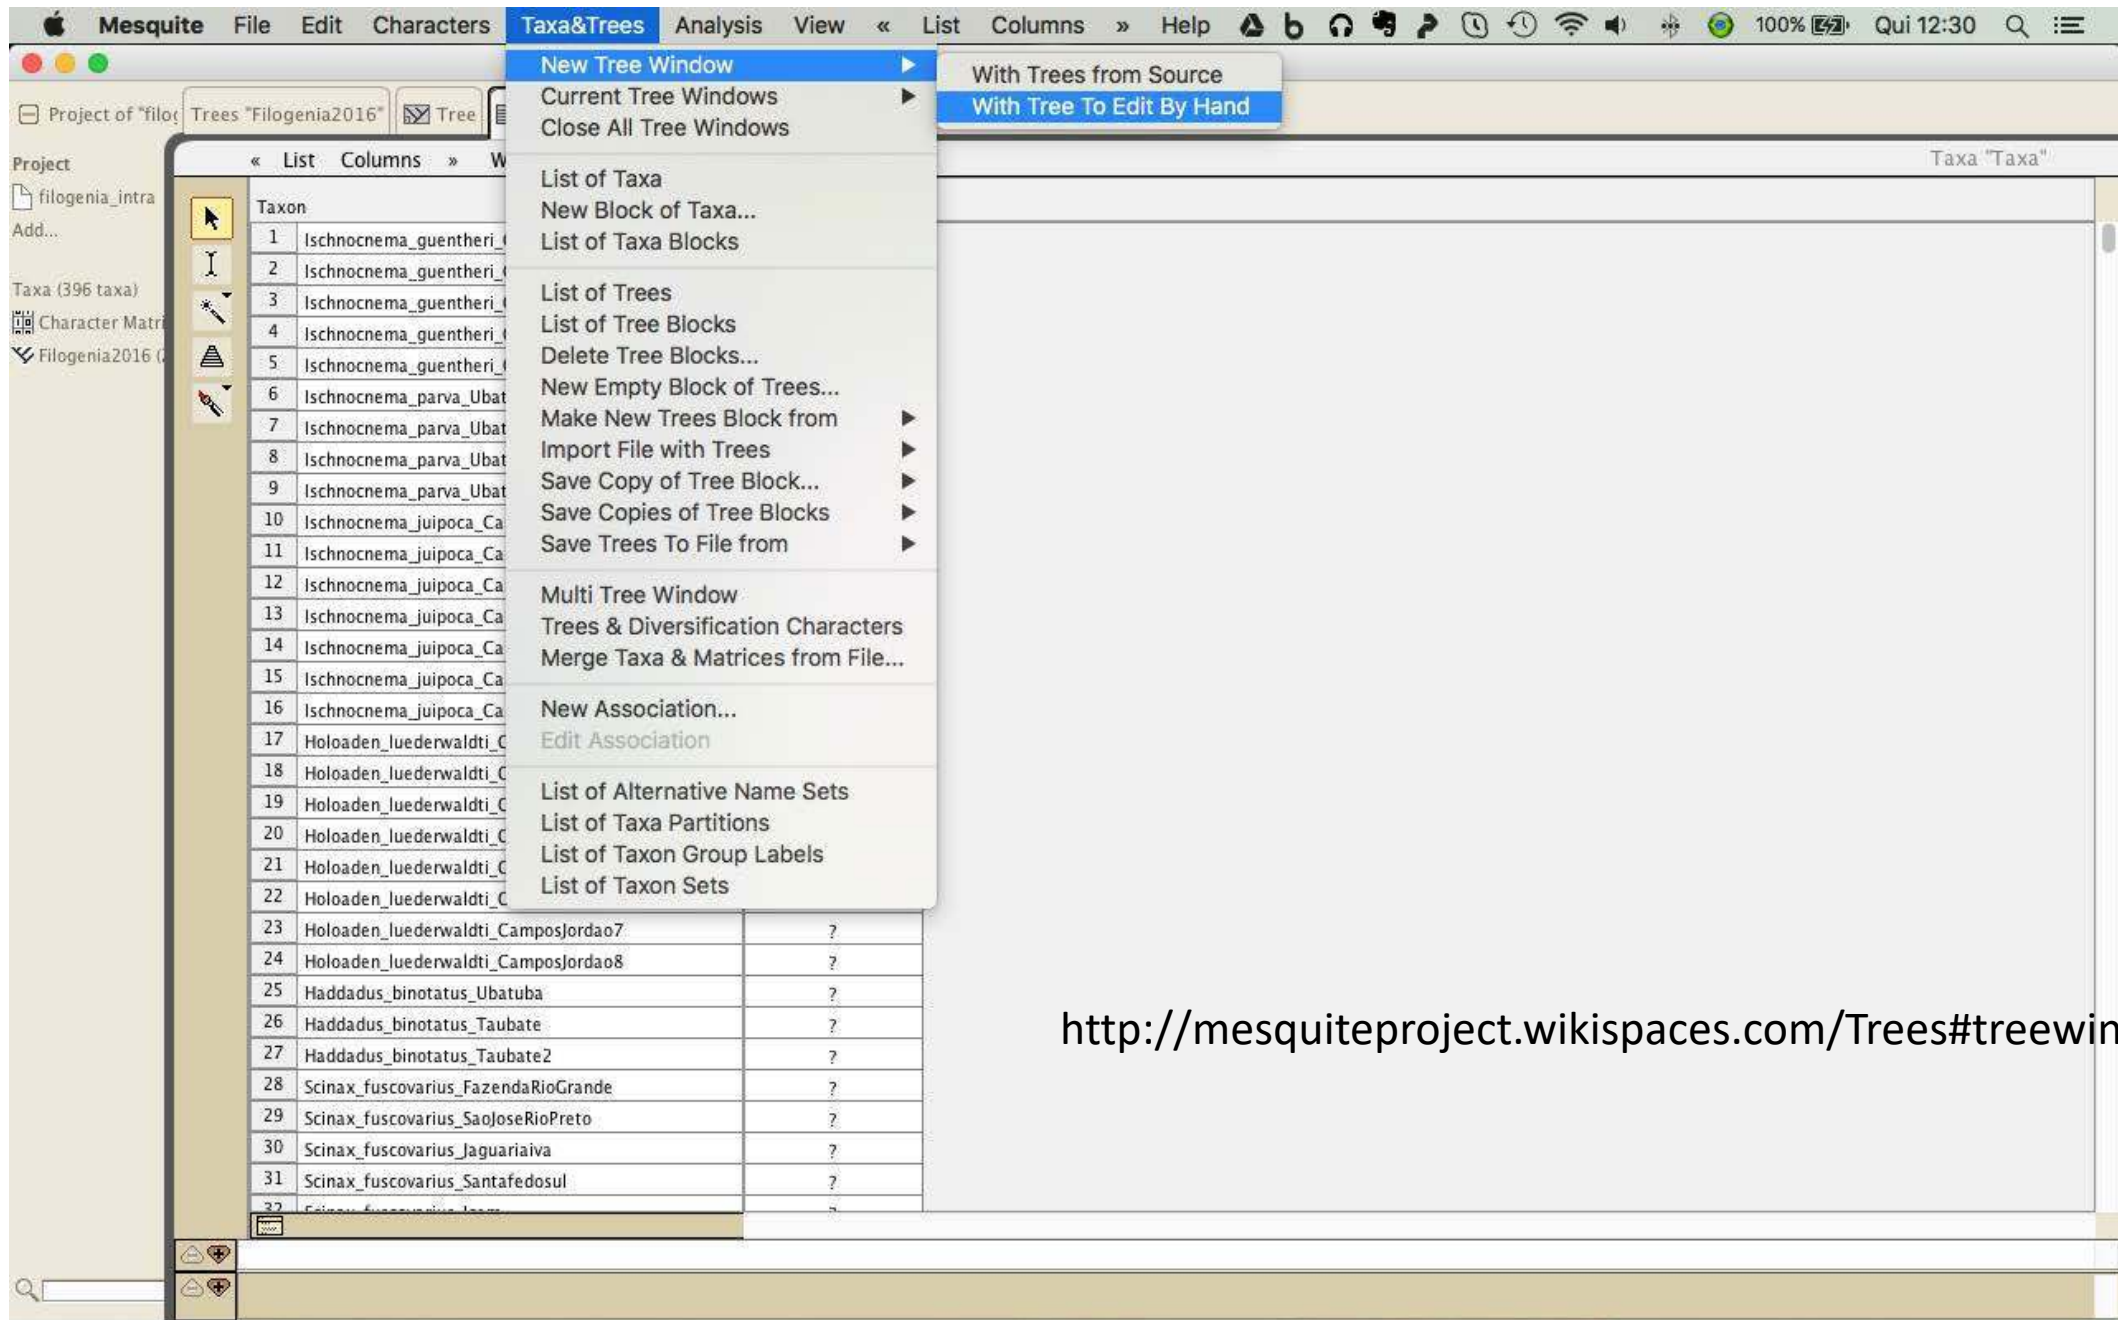 Mesquite File Edit Characters Taxa&Trees Analysis View « List Columns » Help 100% Qui 12:30
New Tree Window
With Trees from Source
Current Tree Windows
With Tree To Edit By Hand
Close All Tree Windows
Project of "filog Trees "Filogenia2016" Tree
Project
filogenia_intra
Add...
Taxa (396 taxa)
Character Matri
Filogenia2016 (
« List Columns » W
Taxa "Taxa"
List of Taxa
New Block of Taxa...
List of Taxa Blocks
List of Trees
List of Tree Blocks
Delete Tree Blocks...
New Empty Block of Trees...
Make New Trees Block from
Import File with Trees
Save Copy of Tree Block...
Save Copies of Tree Blocks
Save Trees To File from
Multi Tree Window
Trees & Diversification Characters
Merge Taxa & Matrices from File...
New Association...
Edit Association
List of Alternative Name Sets
List of Taxa Partitions
List of Taxon Group Labels
List of Taxon Sets
Taxon
1 Ischnocnema_guentheri_
2 Ischnocnema_guentheri_
3 Ischnocnema_guentheri_
4 Ischnocnema_guentheri_
5 Ischnocnema_guentheri_
6 Ischnocnema_parva_Ubat
7 Ischnocnema_parva_Ubat
8 Ischnocnema_parva_Ubat
9 Ischnocnema_parva_Ubat
10 Ischnocnema_juipoca_Ca
11 Ischnocnema_juipoca_Ca
12 Ischnocnema_juipoca_Ca
13 Ischnocnema_juipoca_Ca
14 Ischnocnema_juipoca_Ca
15 Ischnocnema_juipoca_Ca
16 Ischnocnema_juipoca_Ca
17 Holoaden_luederwaldti_C
18 Holoaden_luederwaldti_C
19 Holoaden_luederwaldti_C
20 Holoaden_luederwaldti_C
21 Holoaden_luederwaldti_C
22 Holoaden_luederwaldti_C
23 Holoaden_luederwaldti_CamposJordao7 ?
24 Holoaden_luederwaldti_CamposJordao8 ?
25 Haddadus_binotatus_Ubatuba ?
26 Haddadus_binotatus_Taubate ?
27 Haddadus_binotatus_Taubate2 ?
28 Scinax_fuscovarius_FazendaRioGrande ?
29 Scinax_fuscovarius_SaoJoseRioPreto ?
30 Scinax_fuscovarius_Jaguariaiva ?
31 Scinax_fuscovarius_Santafedosul ?
32
http://mesquiteproject.wikispaces.com/Trees#treewin